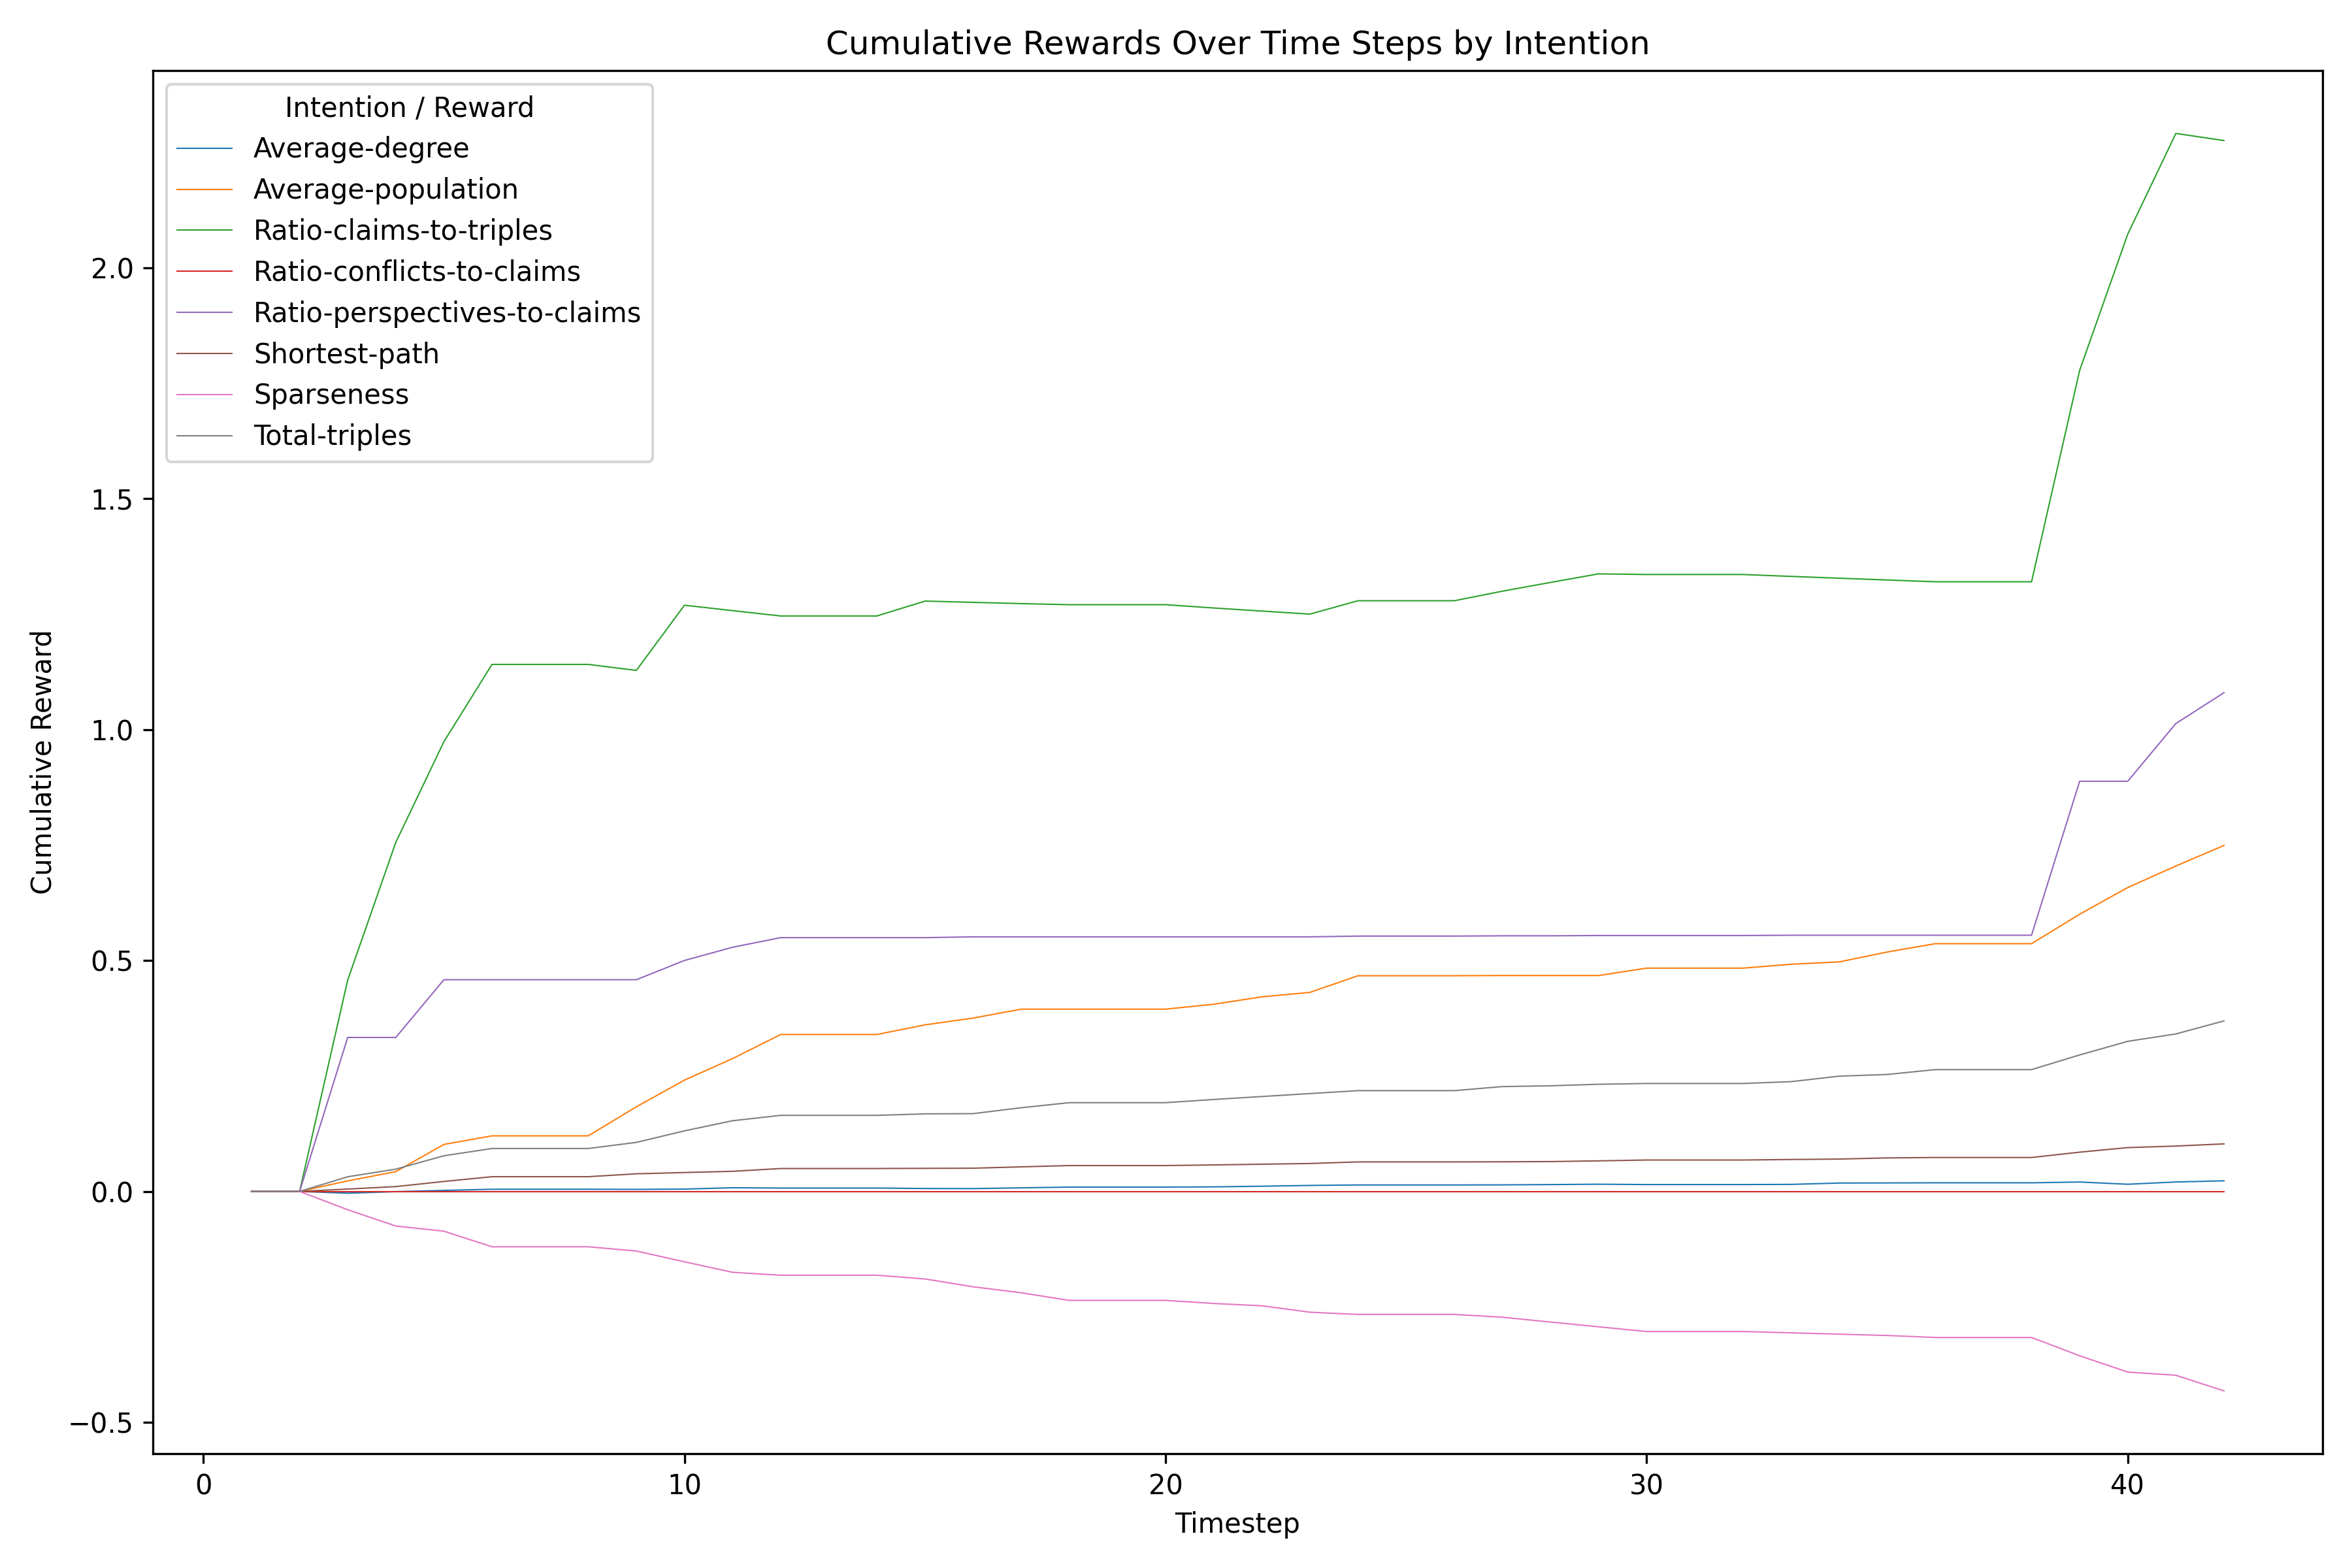 Cumulative Rewards Over Time Steps by Intention
Intention / Reward
Average-degree
Average-population
Ratio-claims-to-triples
Ratio-conflicts-to-claims
Ratio-perspectives-to-claims
Shortest-path
Sparseness
Total-triples
Cumulative Reward
2.0
1.5
1.0
0.5
0.0
−0.5
0 10 20 30 40
Timestep